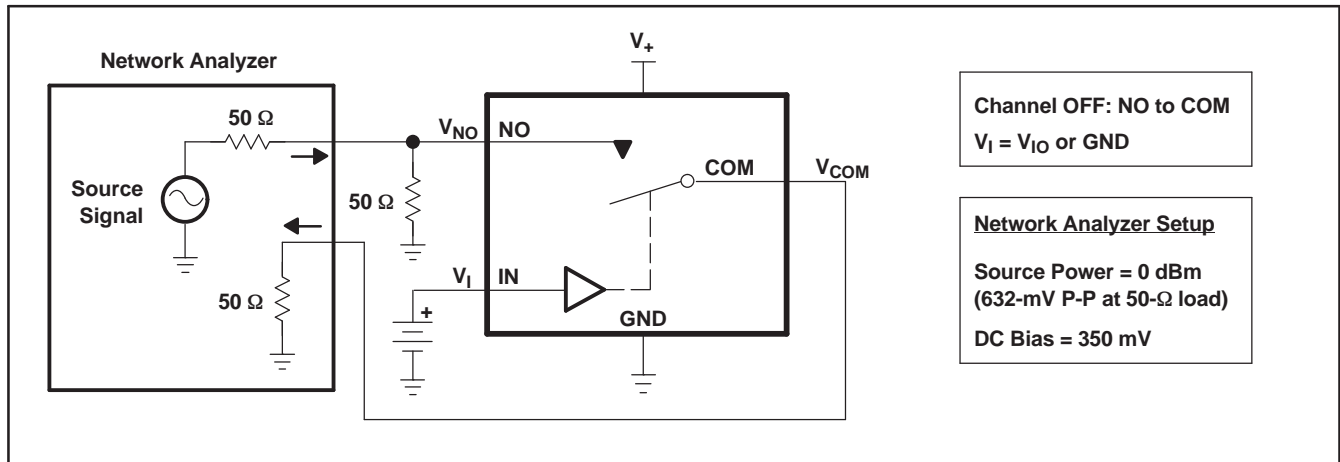 Network Analyzer
50 Ω
Source
Signal
50 Ω
50 Ω
V+
VNO
NO
COM
VCOM
VI
IN
+
GND
Channel OFF: NO to COM
VI = VIO or GND
Network Analyzer Setup
Source Power = 0 dBm
(632-mV P-P at 50-Ω load)
DC Bias = 350 mV